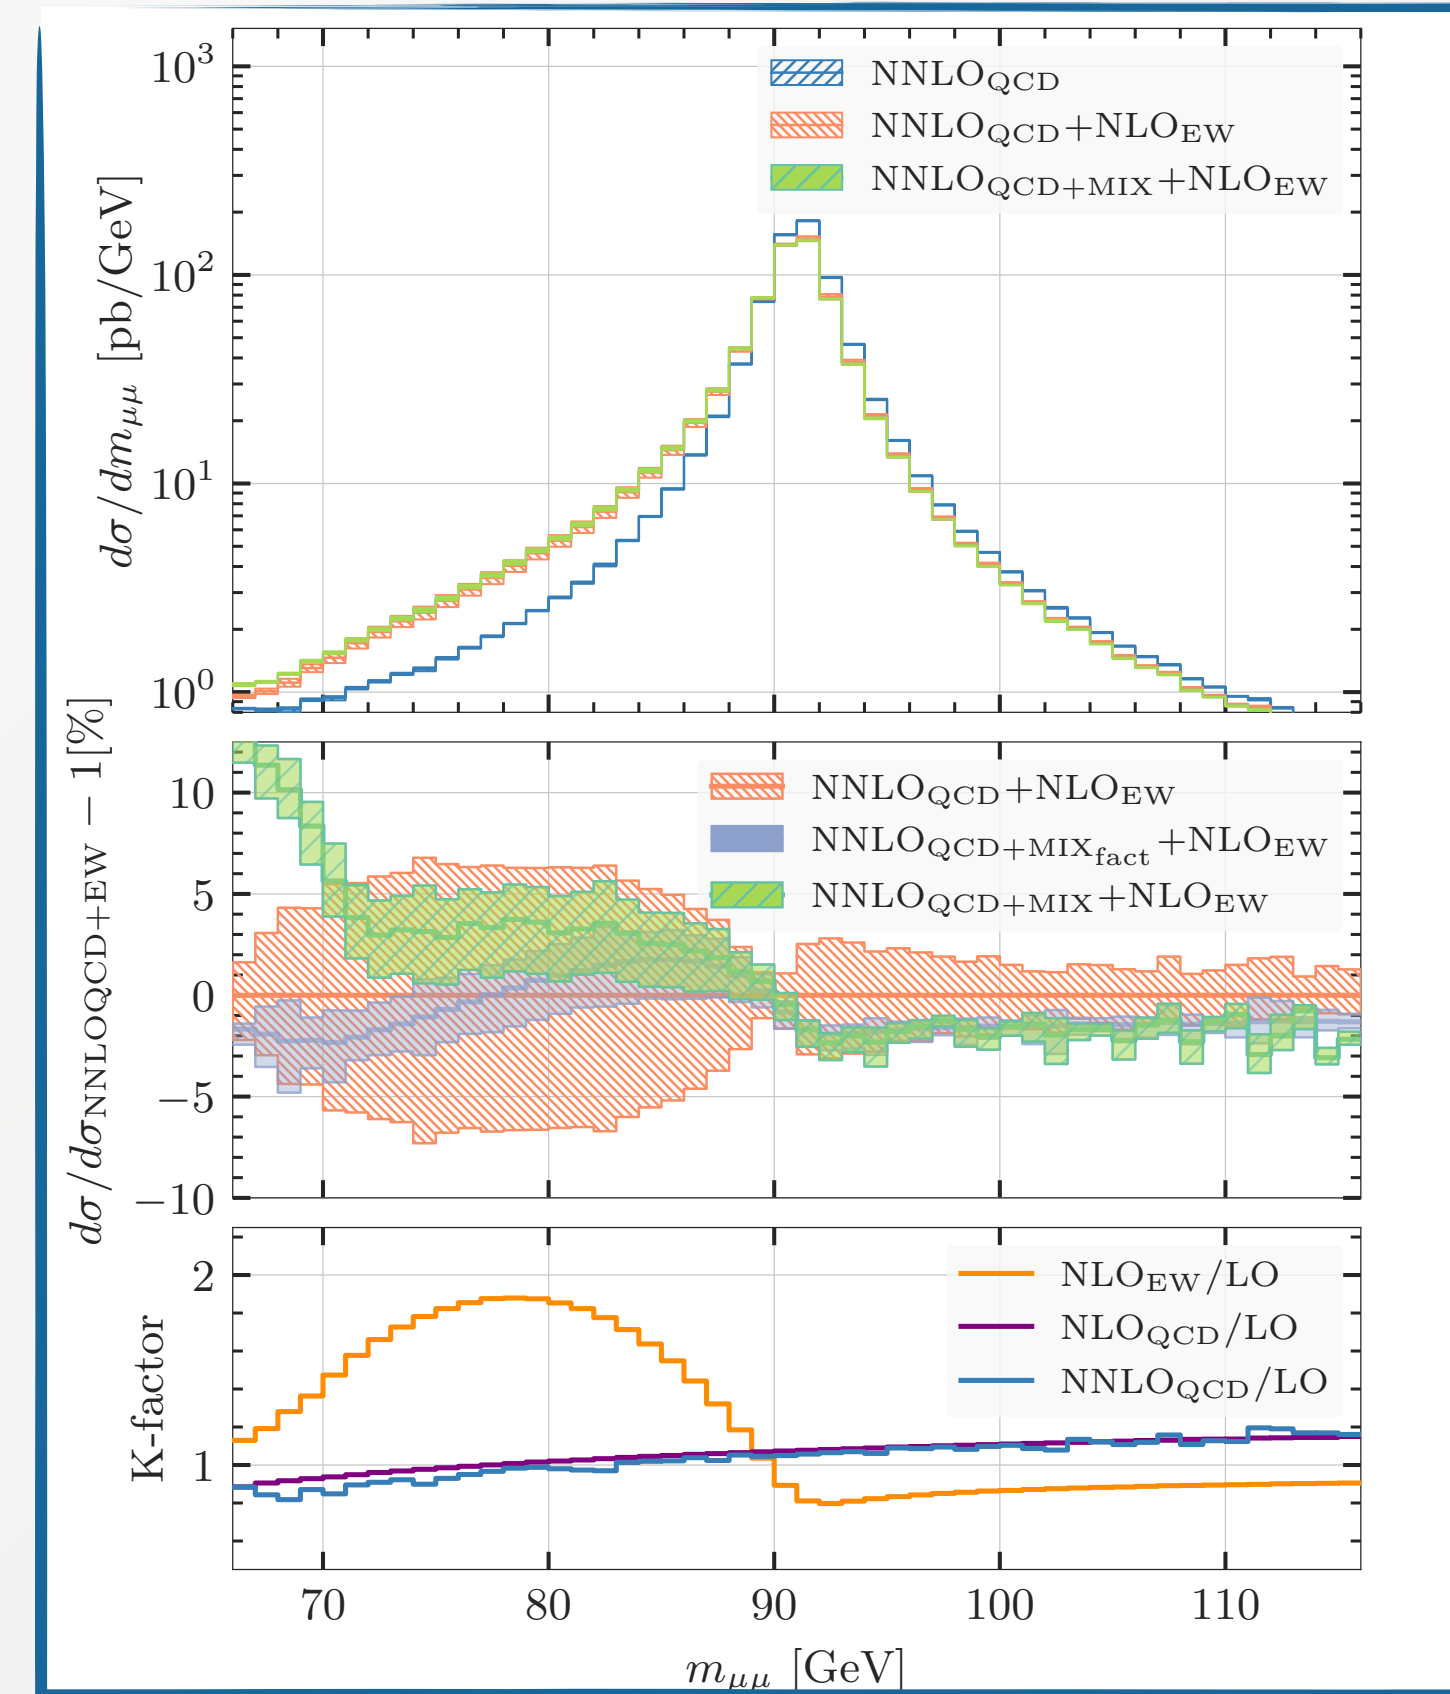 10³
10²
10¹
10⁰
dσ/dm_μμ [pb/GeV]
NNLO_QCD
NNLO_QCD+NLO_EW
NNLO_QCD+MIX+NLO_EW
10
5
0
−5
−10
dσ/dσ_NNLOQCD+EW − 1[%]
NNLO_QCD+NLO_EW
NNLO_QCD+MIX_fact+NLO_EW
NNLO_QCD+MIX+NLO_EW
2
1
K-factor
NLO_EW/LO
NLO_QCD/LO
NNLO_QCD/LO
70 80 90 100 110
m_μμ [GeV]